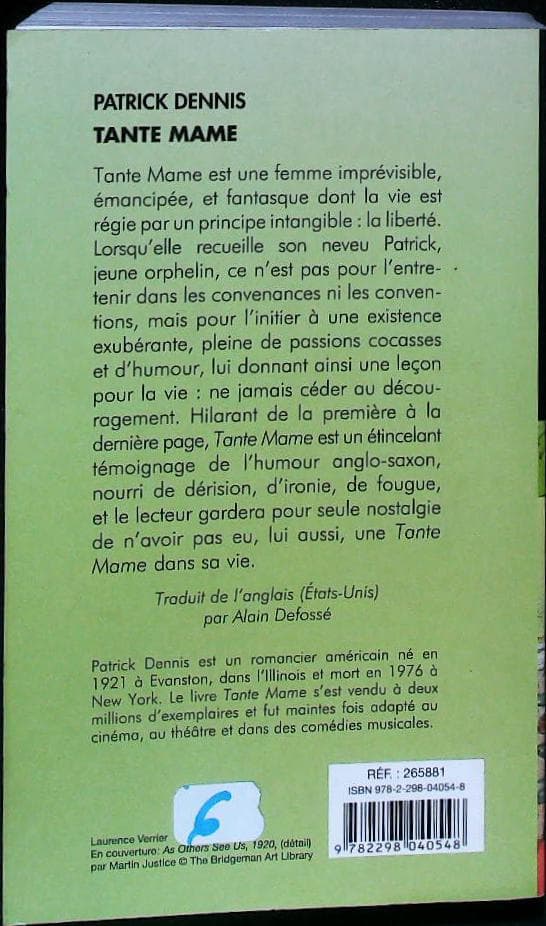 PATRICK DENNIS
TANTE MAME
Tante Mame est une femme imprévisible,
émancipée, et fantasque dont la vie est
régie par un principe intangible : la liberté.
Lorsqu'elle recueille son neveu Patrick,
jeune orphelin, ce n'est pas pour l'entre-
tenir dans les convenances ni les conven-
tions, mais pour l'initier à une existence
exubérante, pleine de passions cocasses
et d'humour, lui donnant ainsi une leçon
pour la vie : ne jamais céder au décou-
ragement. Hilarant de la première à la
dernière page, Tante Mame est un étincelant
témoignage de l'humour anglo-saxon,
nourri de dérision, d'ironie, de fougue,
et le lecteur gardera pour seule nostalgie
de n'avoir pas eu, lui aussi, une Tante
Mame dans sa vie.
Traduit de l'anglais (États-Unis)
par Alain Defossé
Patrick Dennis est un romancier américain né en
1921 à Evanston, dans l'Illinois et mort en 1976 à
New York. Le livre Tante Mame s'est vendu à deux
millions d'exemplaires et fut maintes fois adapté au
cinéma, au théâtre et dans des comédies musicales.
RÉF. : 265881
ISBN 978-2-298-04054-8
9 782298 040548
6
Laurence Verrier
En couverture: As Others See Us, 1920, (détail)
par Martin Justice © The Bridgeman Art Library